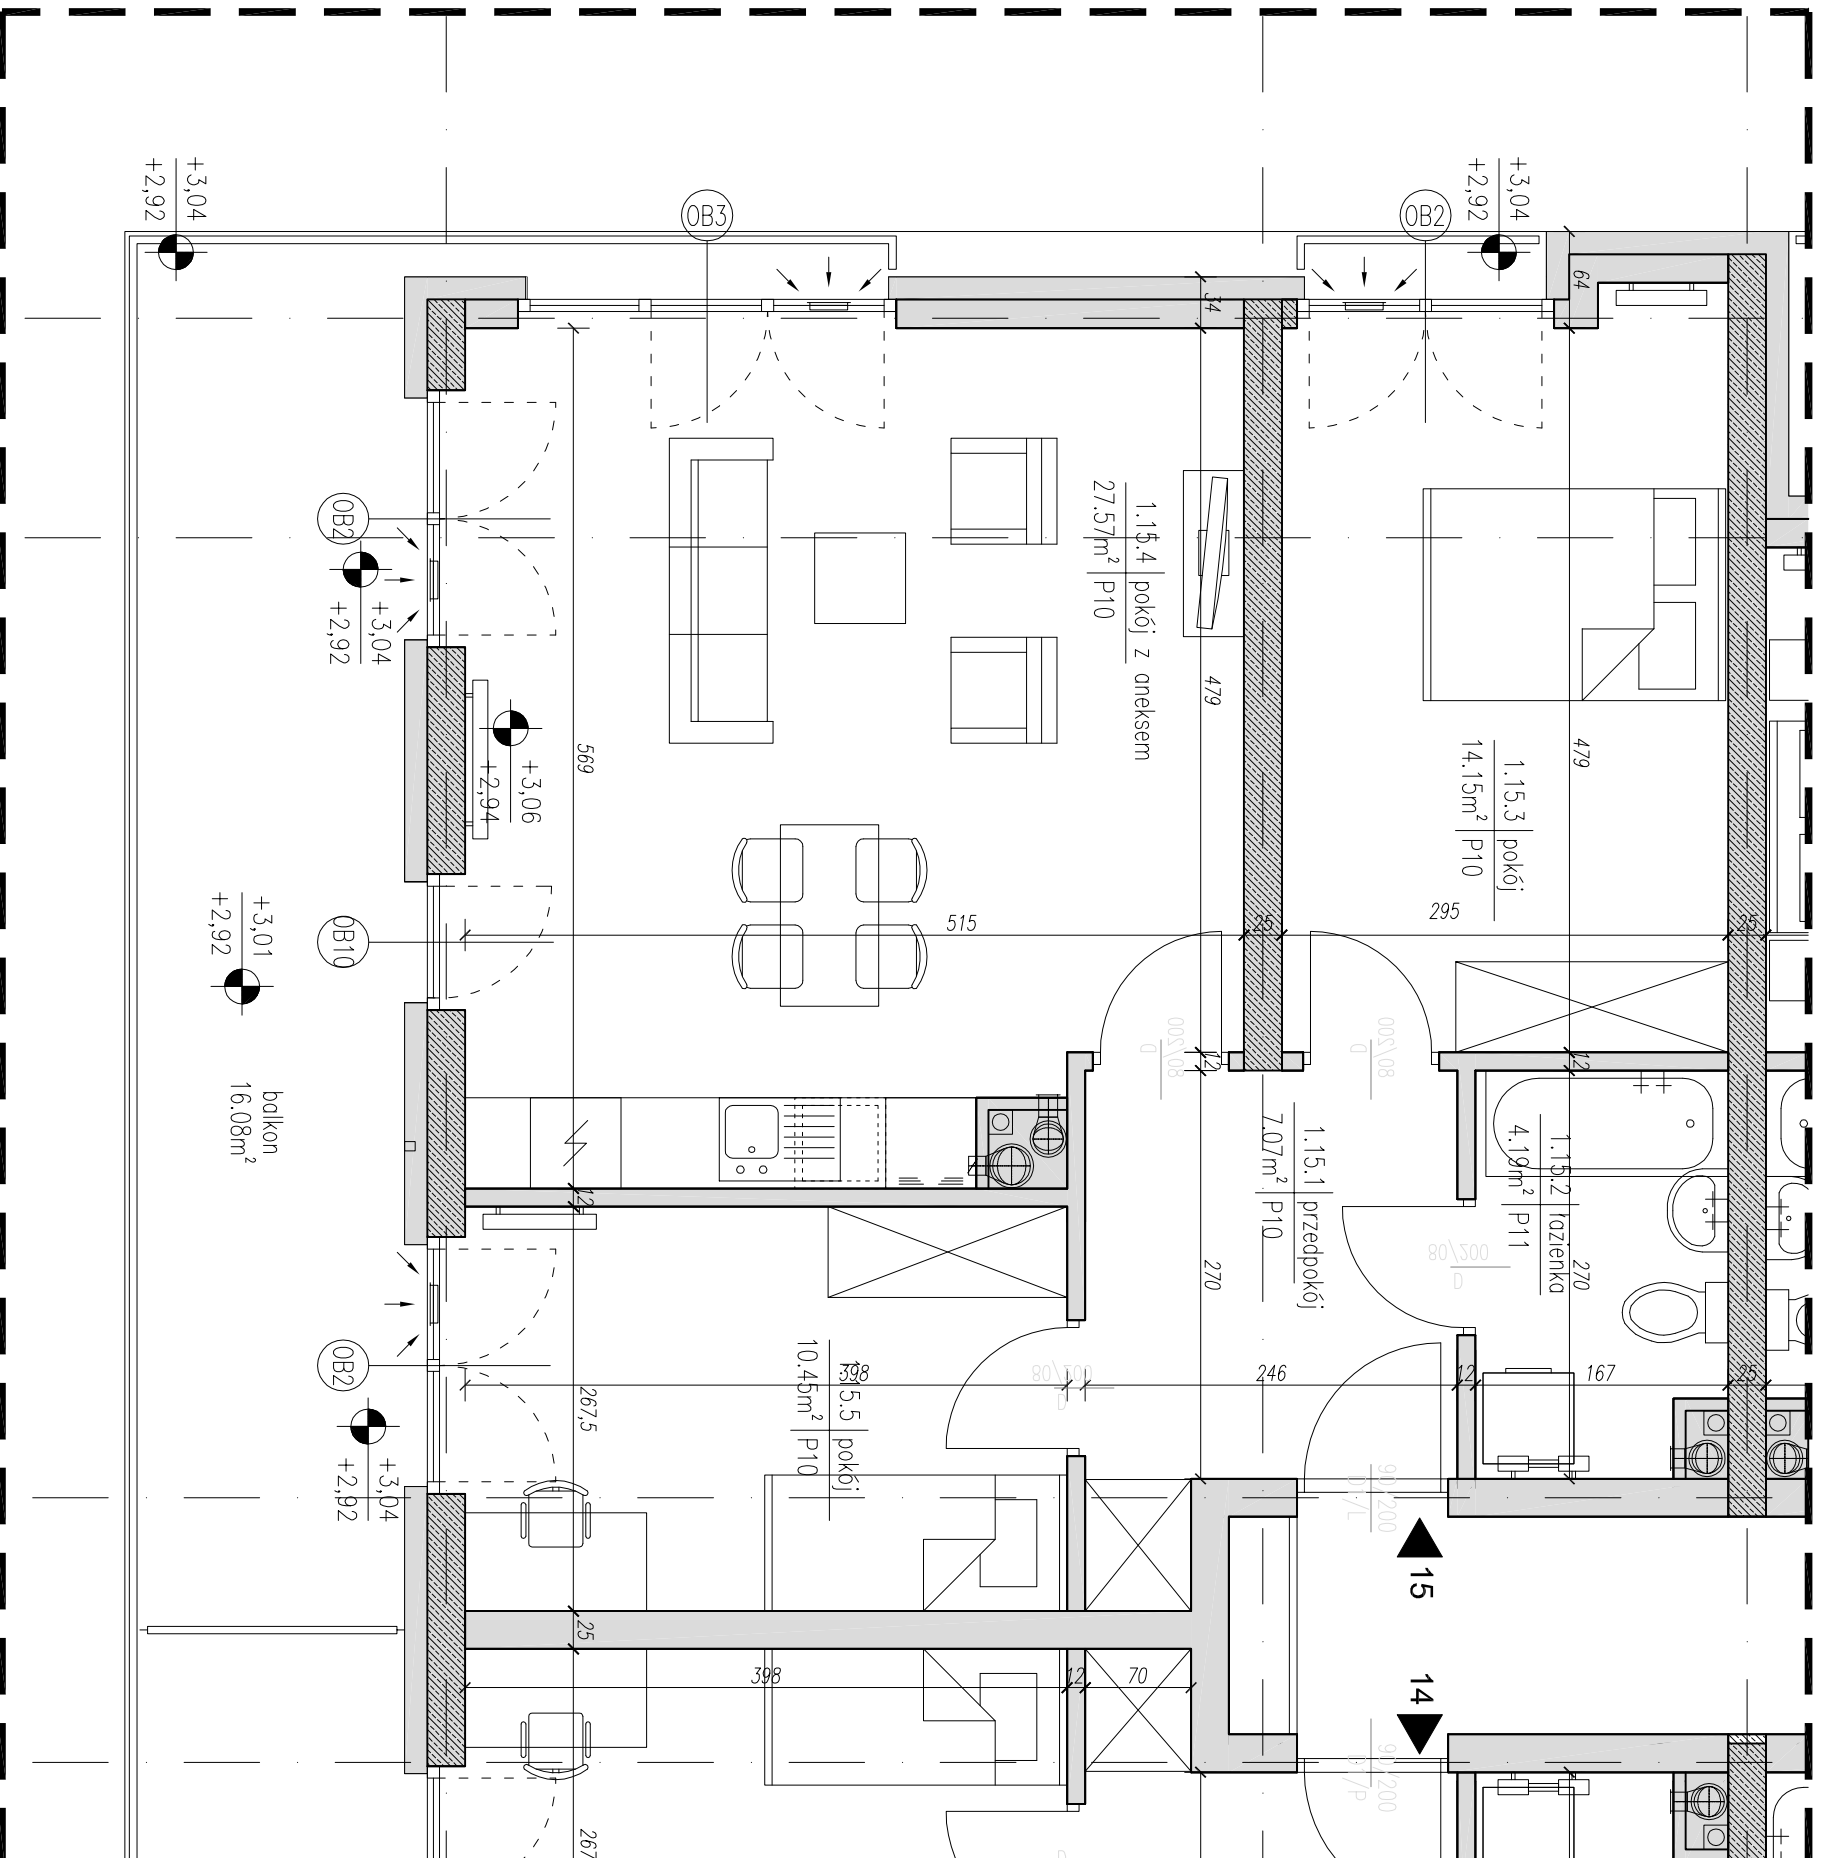 +3,04
+2,92
OB3
OB2
+3,04
+2,92
64
34
OB2
+3,04
+2,92
1.15.4 pokój z aneksem
27.57m² P10
479
479
569
+3,06
+2,94
1.15.3 pokój
14.15m² P10
515
25
295
25
OB10
+3,01
+2,92
balkon
16.08m²
80/200
D
80/200
D
12
12
1.15.1 przedpokój
7.07m² P10
1.15.2 łazienka
4.19m² P11
12
270
270
80/200
D
1.15.5 pokój
10.45m² P10
OB2
+3,04
+2,92
267,5
398
80/200
D
246
12
167
25
90/200
D1/L
15
25
398
12
70
14
90/200
D1/P
267
D